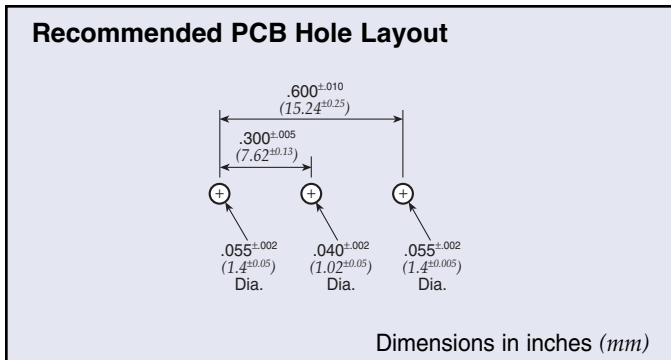 Recommended PCB Hole Layout
.600±.010
(15.24±0.25)
.300±.005
(7.62±0.13)
.055±.002 .040±.002 .055±.002
(1.4±0.05) (1.02±0.05) (1.4±0.005)
Dia. Dia. Dia.
Dimensions in inches (mm)